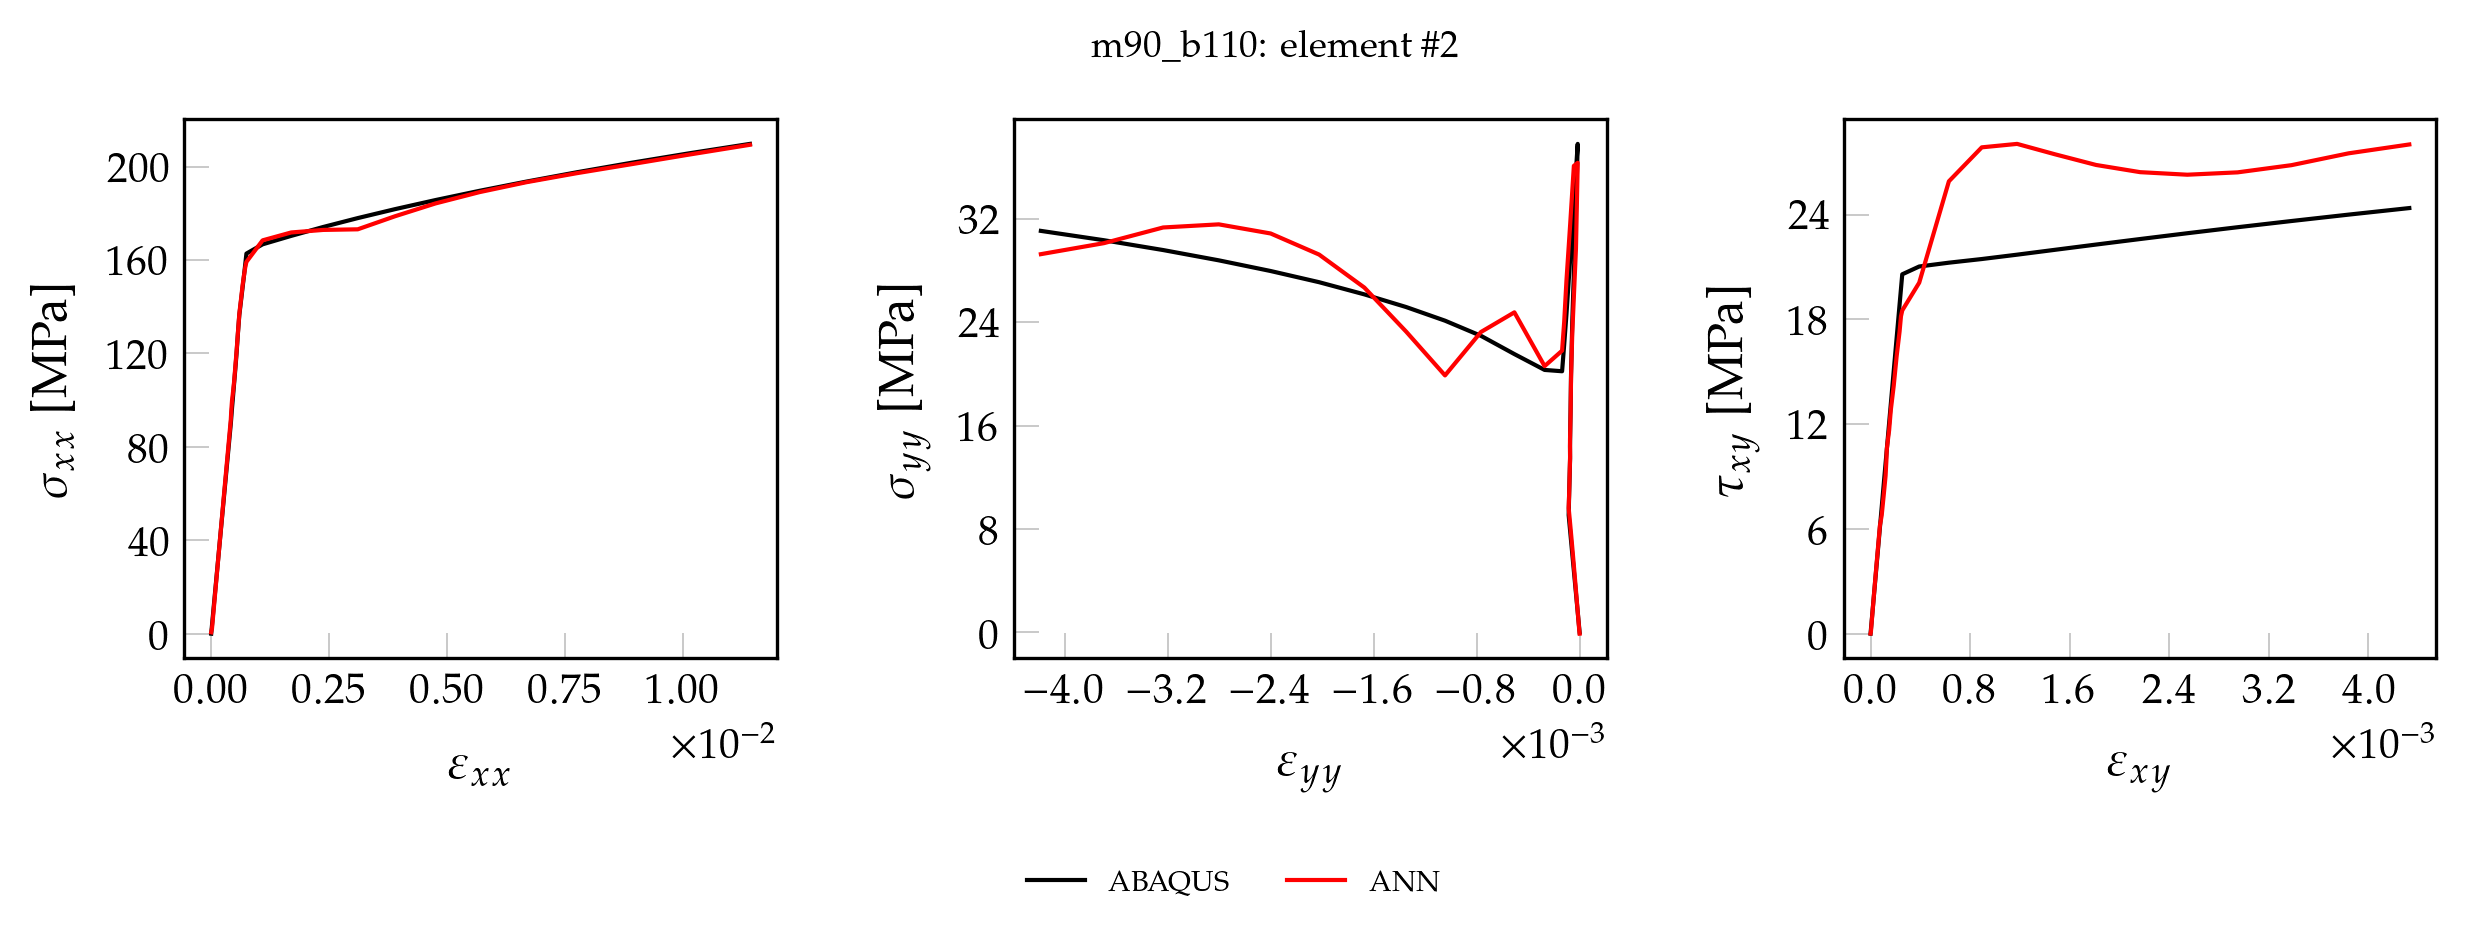 m90_b110: element #2
σxx [MPa]
200
160
120
80
40
0
0.00 0.25 0.50 0.75 1.00
×10−2
εxx
σyy [MPa]
32
24
16
8
0
−4.0 −3.2 −2.4 −1.6 −0.8 0.0
×10−3
εyy
τxy [MPa]
24
18
12
6
0
0.0 0.8 1.6 2.4 3.2 4.0
×10−3
εxy
ABAQUS ANN